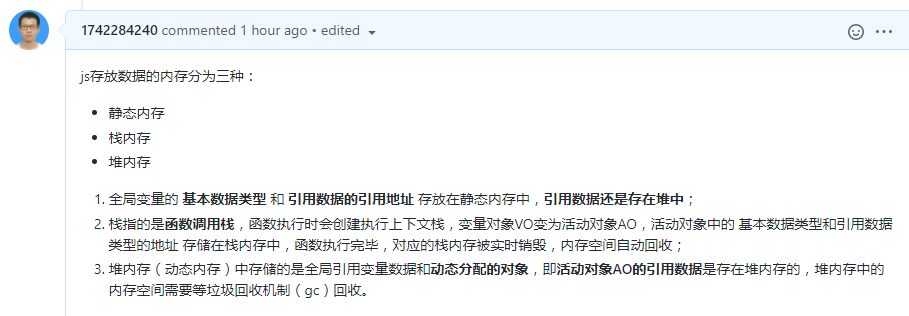 1742284240 commented 1 hour ago • edited
js存放数据的内存分为三种：
• 静态内存
• 栈内存
• 堆内存
1. 全局变量的 基本数据类型 和 引用数据的引用地址 存放在静态内存中，引用数据还是存在堆中；
2. 栈指的是函数调用栈，函数执行时会创建执行上下文栈，变量对象VO变为活动对象AO，活动对象中的 基本数据类型和引用数据
类型的地址 存储在栈内存中，函数执行完毕，对应的栈内存被实时销毁，内存空间自动回收；
3. 堆内存（动态内存）中存储的是全局引用变量数据和动态分配的对象，即活动对象AO的引用数据是存在堆内存的，堆内存中的
内存空间需要等垃圾回收机制（gc）回收。